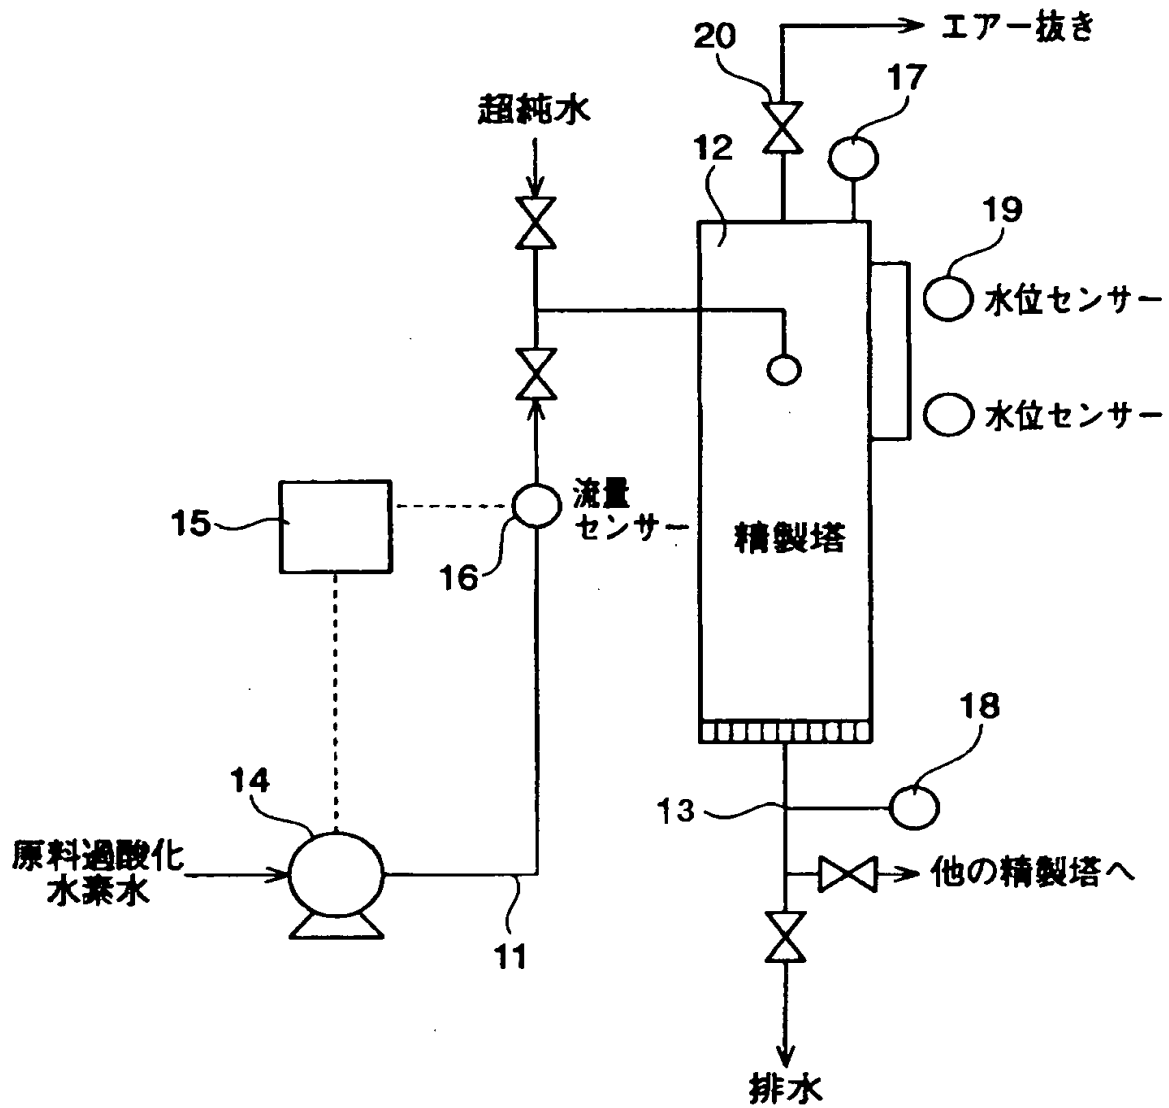 エアー抜き
20
17
超純水
12
19
水位センサー
水位センサー
流量
センサー
15
16
精製塔
18
14
13
原料過酸化
水素水
他の精製塔へ
11
排水